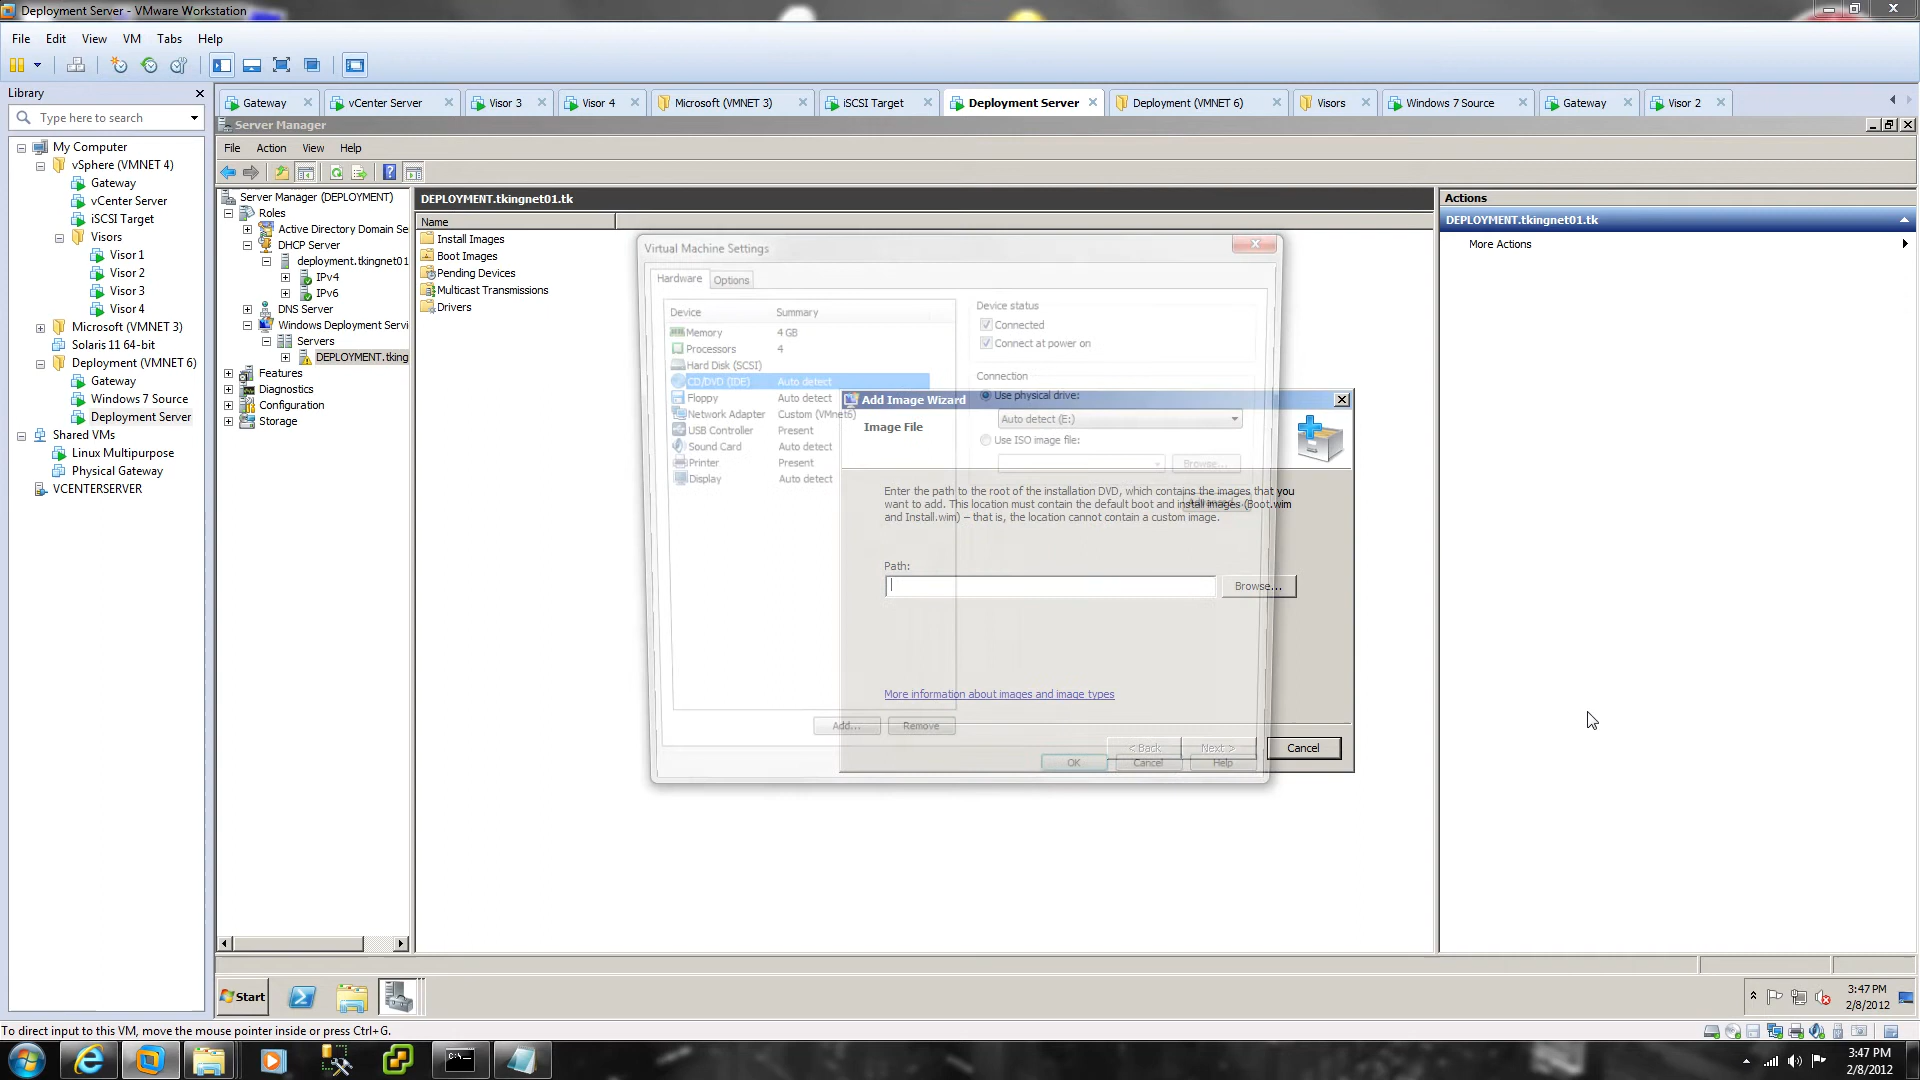 Deployment Server - VMware Workstation
File Edit View VM Tabs Help
Library
Type here to search
My Computer
vSphere (VMNET 4)
Gateway
vCenter Server
iSCSI Target
Visors
Visor 1
Visor 2
Visor 3
Visor 4
Microsoft (VMNET 3)
Solaris 11 64-bit
Deployment (VMNET 6)
Gateway
Windows 7 Source
Deployment Server
Shared VMs
Linux Multipurpose
Physical Gateway
VCENTERSERVER
Gateway vCenter Server Visor 3 Visor 4 Microsoft (VMNET 3) iSCSI Target Deployment Server Deployment (VMNET 6) Visors Windows 7 Source Gateway Visor 2
Server Manager
File Action View Help
Server Manager (DEPLOYMENT)
Roles
Active Directory Domain Se
DHCP Server
deployment.tkingnet01
IPv4
IPv6
DNS Server
Windows Deployment Servi
Servers
DEPLOYMENT.tking
Features
Diagnostics
Configuration
Storage
DEPLOYMENT.tkingnet01.tk
Name
Install Images
Boot Images
Pending Devices
Multicast Transmissions
Drivers
Actions
DEPLOYMENT.tkingnet01.tk
More Actions
Virtual Machine Settings
Hardware Options
Device Summary
Memory 4 GB
Processors 4
Hard Disk (SCSI)
CD/DVD (IDE) Auto detect
Floppy Auto detect
Network Adapter Custom (VMnet6)
USB Controller Present
Sound Card Auto detect
Printer Present
Display Auto detect
Add... Remove
Device status
Connected
Connect at power on
Connection
Use physical drive:
Auto detect (E:)
Use ISO image file:
Browse...
OK Cancel Help
Add Image Wizard
Image File
Enter the path to the root of the installation DVD, which contains the images that you
want to add. This location must contain the default boot and install images (Boot.wim
and Install.wim) – that is, the location cannot contain a custom image.
Path:
Browse...
More information about images and image types
< Back Next > Cancel
Start
3:47 PM
2/8/2012
To direct input to this VM, move the mouse pointer inside or press Ctrl+G.
3:47 PM
2/8/2012